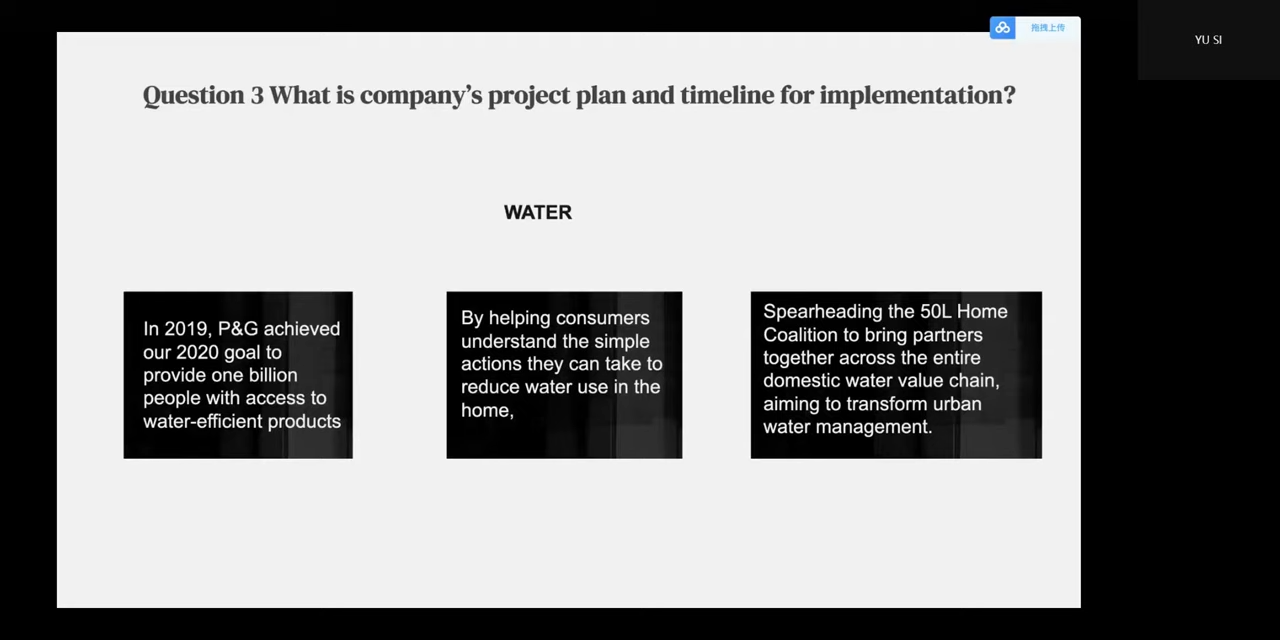 拖拽上传
YU SI
Question 3 What is company's project plan and timeline for implementation?
WATER
In 2019, P&G achieved
our 2020 goal to
provide one billion
people with access to
water-efficient products
By helping consumers
understand the simple
actions they can take to
reduce water use in the
home,
Spearheading the 50L Home
Coalition to bring partners
together across the entire
domestic water value chain,
aiming to transform urban
water management.